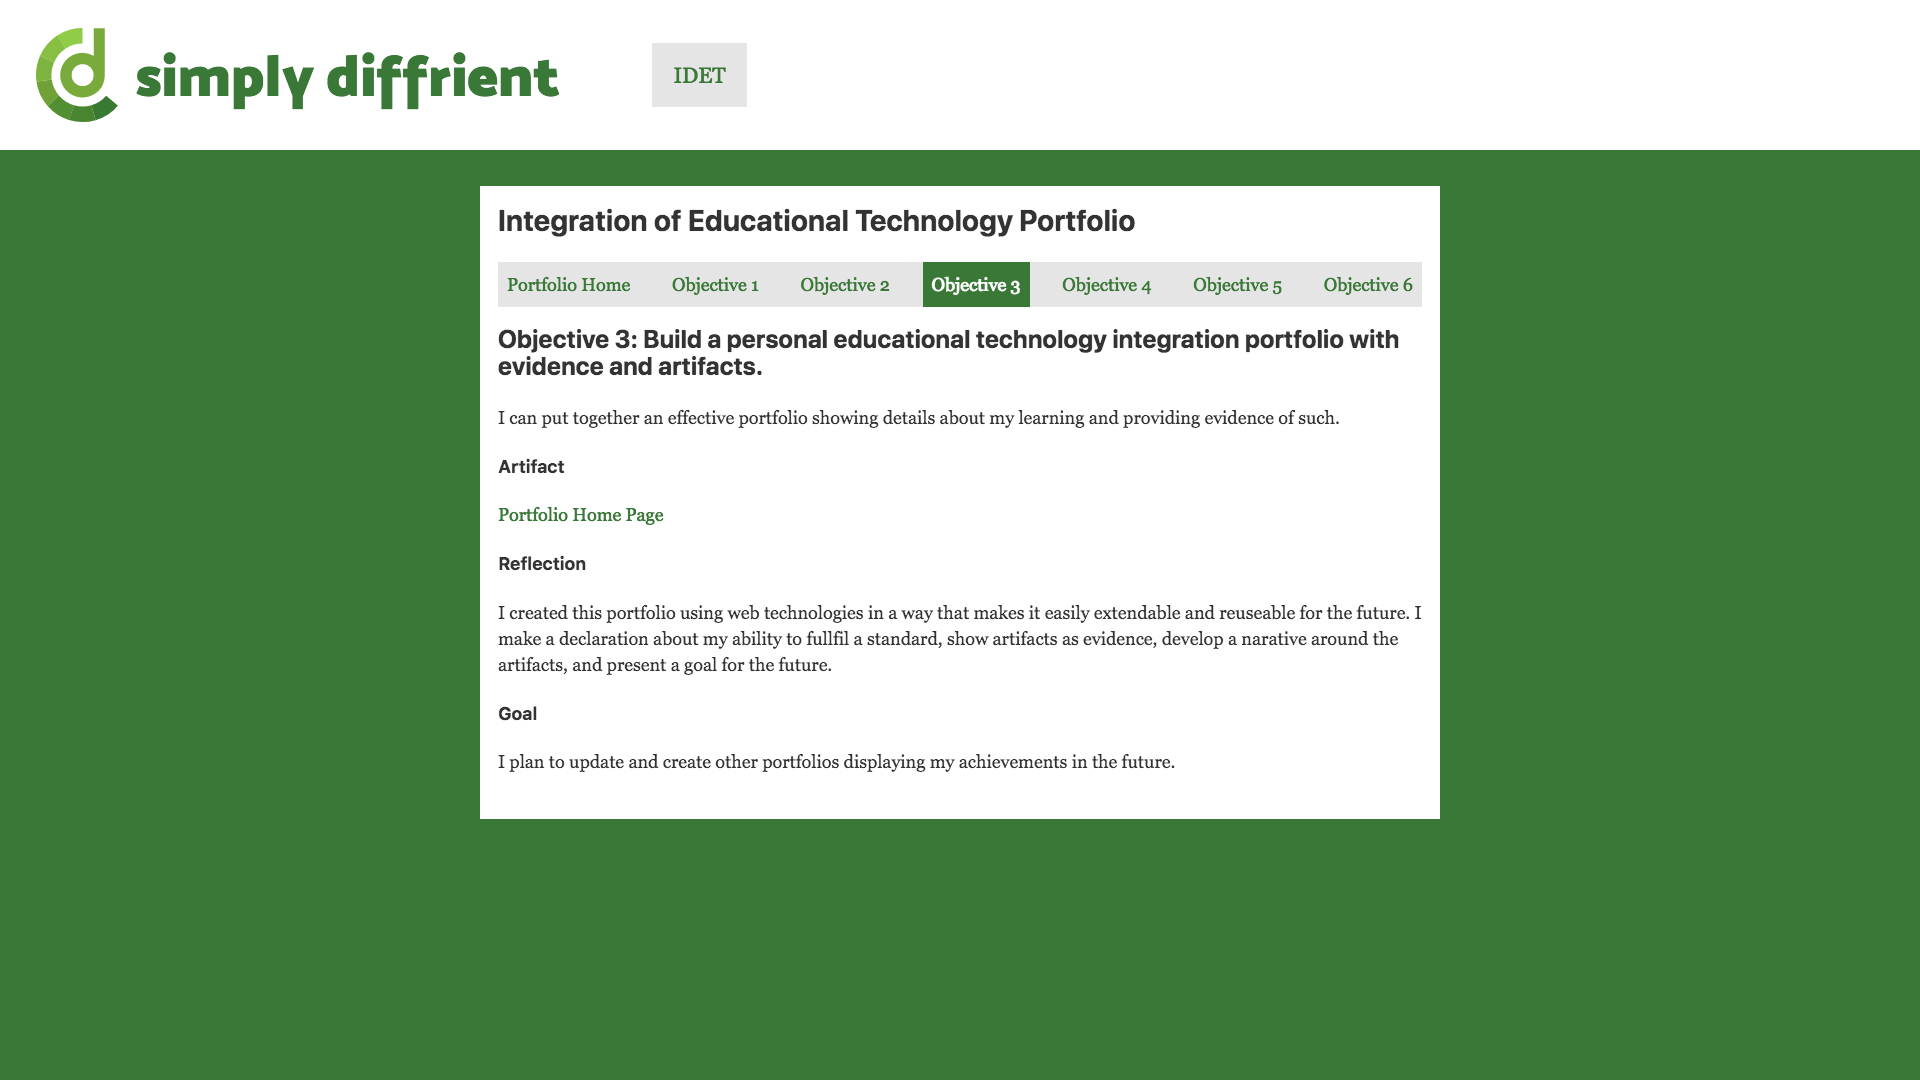 simply diffrient
IDET
Integration of Educational Technology Portfolio
Portfolio Home Objective 1 Objective 2 Objective 3 Objective 4 Objective 5 Objective 6
Objective 3: Build a personal educational technology integration portfolio with
evidence and artifacts.
I can put together an effective portfolio showing details about my learning and providing evidence of such.
Artifact
Portfolio Home Page
Reflection
I created this portfolio using web technologies in a way that makes it easily extendable and reuseable for the future. I
make a declaration about my ability to fullfil a standard, show artifacts as evidence, develop a narative around the
artifacts, and present a goal for the future.
Goal
I plan to update and create other portfolios displaying my achievements in the future.